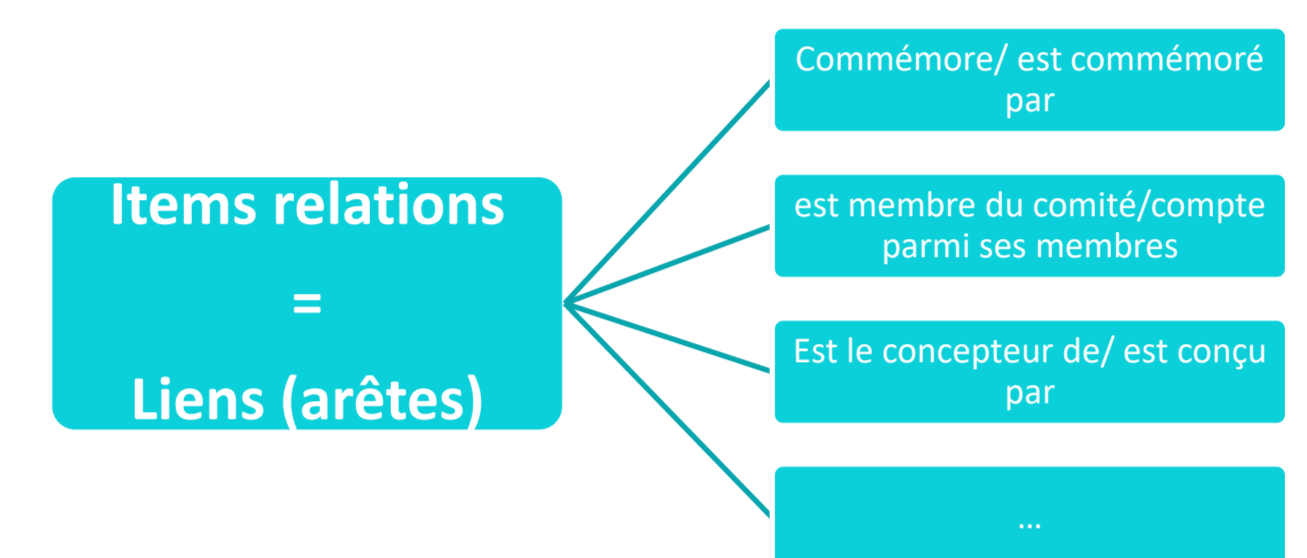 Items relations
=
Liens (arêtes)
Commémore/ est commémoré
par
est membre du comité/compte
parmi ses membres
Est le concepteur de/ est conçu
par
...